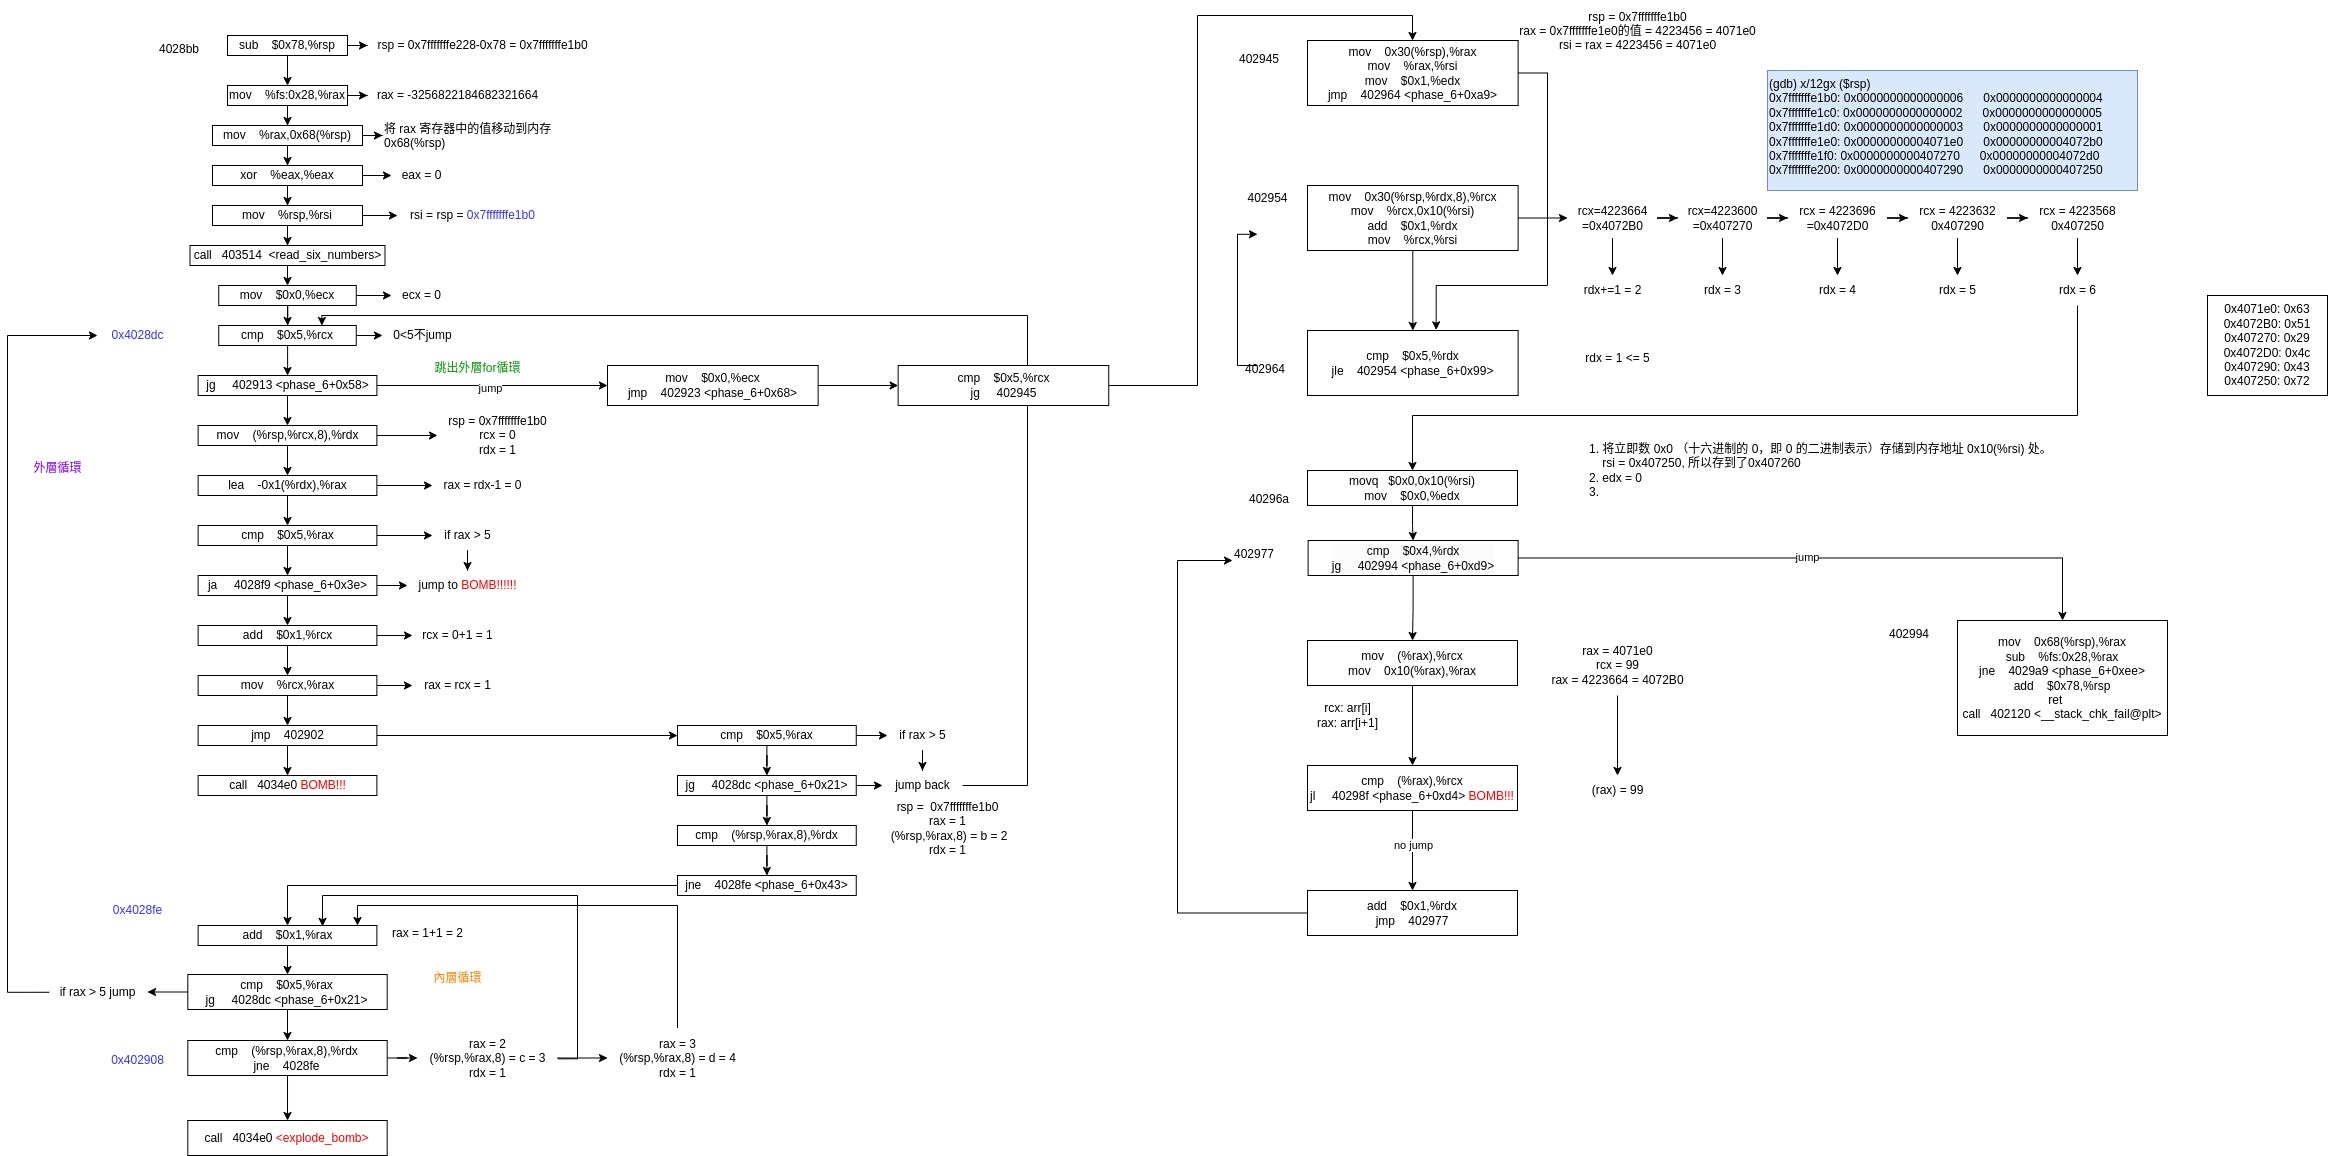 4028bb
sub $0x78,%rsp
rsp = 0x7fffffffe228-0x78 = 0x7fffffffe1b0
mov %fs:0x28,%rax
rax = -3256822184682321664
mov %rax,0x68(%rsp)
将 rax 寄存器中的值移动到内存
0x68(%rsp)
xor %eax,%eax
eax = 0
mov %rsp,%rsi
rsi = rsp = 0x7fffffffe1b0
call 403514 <read_six_numbers>
mov $0x0,%ecx
ecx = 0
0x4028dc
cmp $0x5,%rcx
0<5不jump
jg 402913 <phase_6+0x58>
跳出外層for循環
jump
mov $0x0,%ecx
jmp 402923 <phase_6+0x68>
cmp $0x5,%rcx
jg 402945
mov (%rsp,%rcx,8),%rdx
rsp = 0x7fffffffe1b0
rcx = 0
rdx = 1
外層循環
lea -0x1(%rdx),%rax
rax = rdx-1 = 0
cmp $0x5,%rax
if rax > 5
ja 4028f9 <phase_6+0x3e>
jump to BOMB!!!!!!
add $0x1,%rcx
rcx = 0+1 = 1
mov %rcx,%rax
rax = rcx = 1
jmp 402902
call 4034e0 BOMB!!!
cmp $0x5,%rax
if rax > 5
jg 4028dc <phase_6+0x21>
jump back
cmp (%rsp,%rax,8),%rdx
rsp = 0x7fffffffe1b0
rax = 1
(%rsp,%rax,8) = b = 2
rdx = 1
jne 4028fe <phase_6+0x43>
0x4028fe
add $0x1,%rax
rax = 1+1 = 2
內層循環
cmp $0x5,%rax
jg 4028dc <phase_6+0x21>
if rax > 5 jump
0x402908
cmp (%rsp,%rax,8),%rdx
jne 4028fe
rax = 2
(%rsp,%rax,8) = c = 3
rdx = 1
rax = 3
(%rsp,%rax,8) = d = 4
rdx = 1
call 4034e0 <explode_bomb>
402945
mov 0x30(%rsp),%rax
mov %rax,%rsi
mov $0x1,%edx
jmp 402964 <phase_6+0xa9>
rsp = 0x7fffffffe1b0
rax = 0x7fffffffe1e0的值 = 4223456 = 4071e0
rsi = rax = 4223456 = 4071e0
(gdb) x/12gx ($rsp)
0x7fffffffe1b0: 0x0000000000000006 0x0000000000000004
0x7fffffffe1c0: 0x0000000000000002 0x0000000000000005
0x7fffffffe1d0: 0x0000000000000003 0x0000000000000001
0x7fffffffe1e0: 0x00000000004071e0 0x00000000004072b0
0x7fffffffe1f0: 0x0000000000407270 0x00000000004072d0
0x7fffffffe200: 0x0000000000407290 0x0000000000407250
402954
mov 0x30(%rsp,%rdx,8),%rcx
mov %rcx,0x10(%rsi)
add $0x1,%rdx
mov %rcx,%rsi
rcx=4223664
=0x4072B0
rcx=4223600
=0x407270
rcx = 4223696
=0x4072D0
rcx = 4223632
0x407290
rcx = 4223568
0x407250
rdx+=1 = 2
rdx = 3
rdx = 4
rdx = 5
rdx = 6
0x4071e0: 0x63
0x4072B0: 0x51
0x407270: 0x29
0x4072D0: 0x4c
0x407290: 0x43
0x407250: 0x72
402964
cmp $0x5,%rdx
jle 402954 <phase_6+0x99>
rdx = 1 <= 5
1. 将立即数 0x0 （十六进制的 0，即 0 的二进制表示）存储到内存地址 0x10(%rsi) 处。
rsi = 0x407250, 所以存到了0x407260
2. edx = 0
3.
40296a
movq $0x0,0x10(%rsi)
mov $0x0,%edx
402977
cmp $0x4,%rdx
jg 402994 <phase_6+0xd9>
jump
402994
mov 0x68(%rsp),%rax
sub %fs:0x28,%rax
jne 4029a9 <phase_6+0xee>
add $0x78,%rsp
ret
call 402120 <__stack_chk_fail@plt>
mov (%rax),%rcx
mov 0x10(%rax),%rax
rax = 4071e0
rcx = 99
rax = 4223664 = 4072B0
rcx: arr[i]
rax: arr[i+1]
cmp (%rax),%rcx
jl 40298f <phase_6+0xd4> BOMB!!!
(rax) = 99
no jump
add $0x1,%rdx
jmp 402977